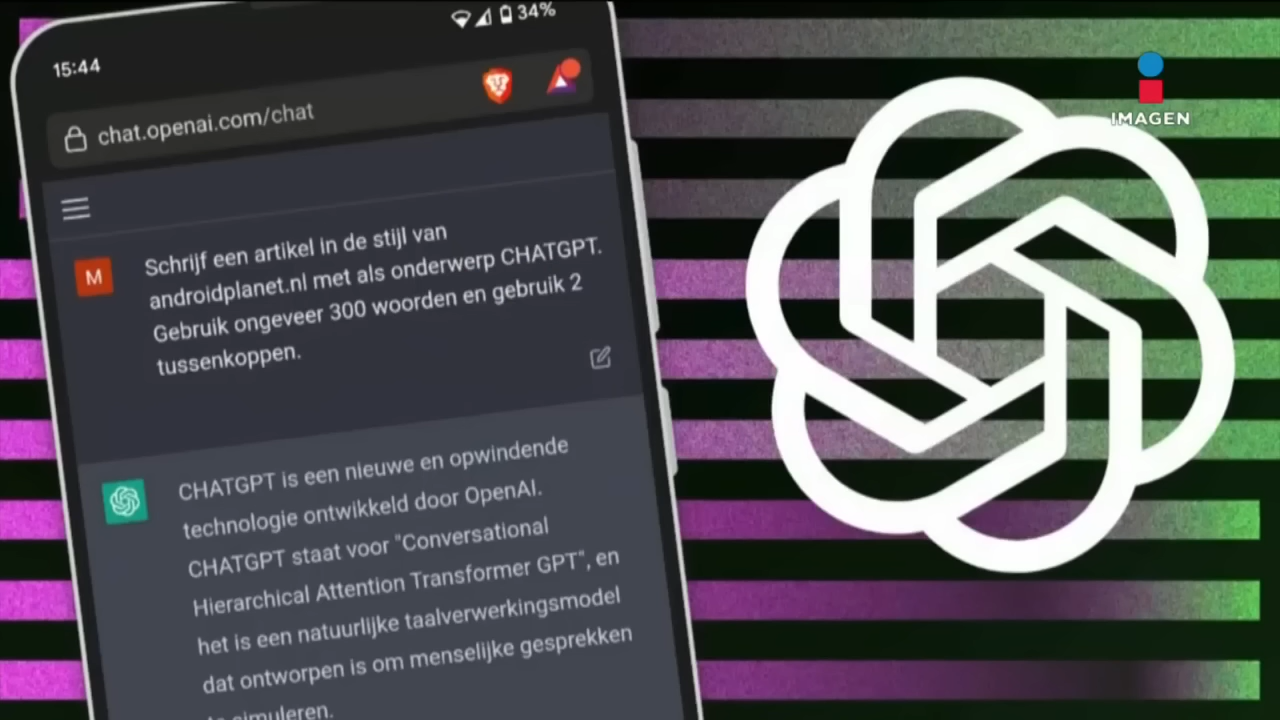 15:44
34%
chat.openai.com/chat
IMAGEN
M
Schrijf een artikel in de stijl van
androidplanet.nl met als onderwerp CHATGPT.
Gebruik ongeveer 300 woorden en gebruik 2
tussenkoppen.
CHATGPT is een nieuwe en opwindende
technologie ontwikkeld door OpenAI.
CHATGPT staat voor "Conversational
Hierarchical Attention Transformer GPT", en
het is een natuurlijke taalverwerkingsmodel
dat ontworpen is om menselijke gesprekken
simuleren.